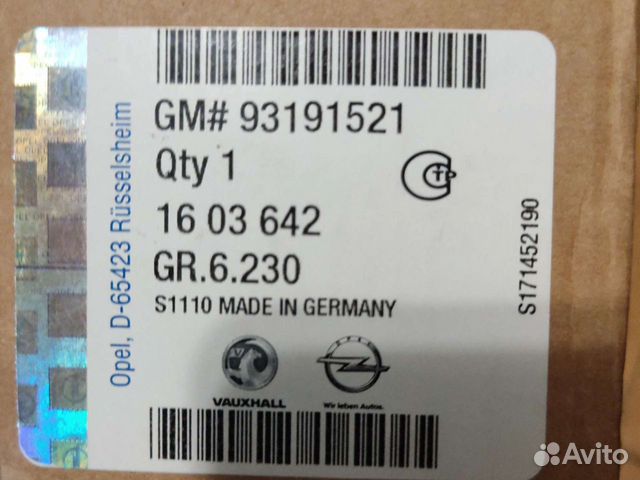 GM# 93191521
Qty 1
16 03 642
GR.6.230
S1110 MADE IN GERMANY
VAUXHALL
OPEL
Wir leben Autos.
Opel, D-65423 Rüsselsheim
S171452190
Avito